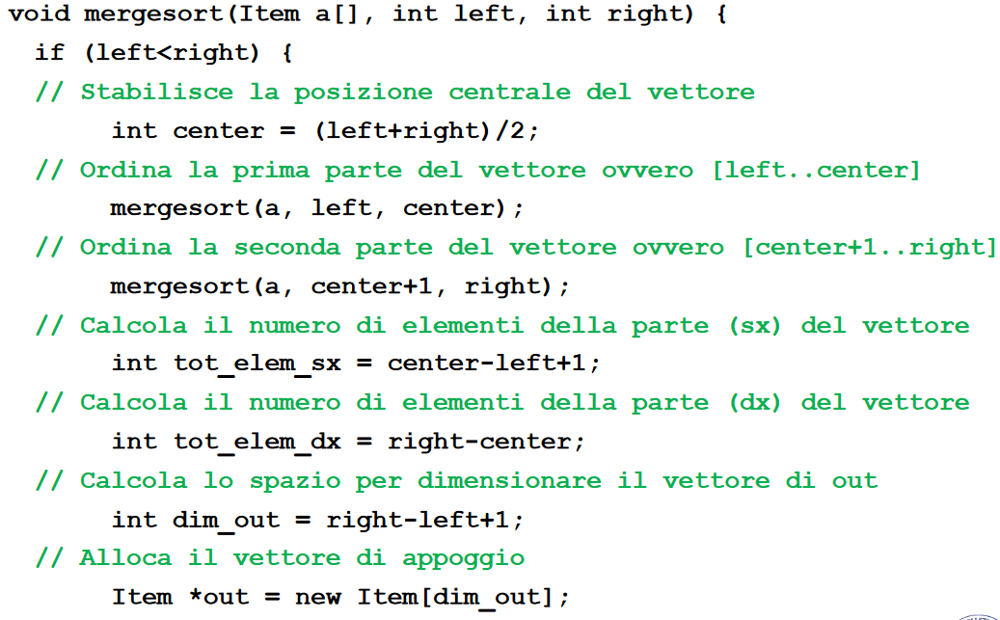 void mergesort(Item a[], int left, int right) {
if (left<right) {
// Stabilisce la posizione centrale del vettore
int center = (left+right)/2;
// Ordina la prima parte del vettore ovvero [left..center]
mergesort(a, left, center);
// Ordina la seconda parte del vettore ovvero [center+1..right]
mergesort(a, center+1, right);
// Calcola il numero di elementi della parte (sx) del vettore
int tot_elem_sx = center-left+1;
// Calcola il numero di elementi della parte (dx) del vettore
int tot_elem_dx = right-center;
// Calcola lo spazio per dimensionare il vettore di out
int dim_out = right-left+1;
// Alloca il vettore di appoggio
Item *out = new Item[dim_out];